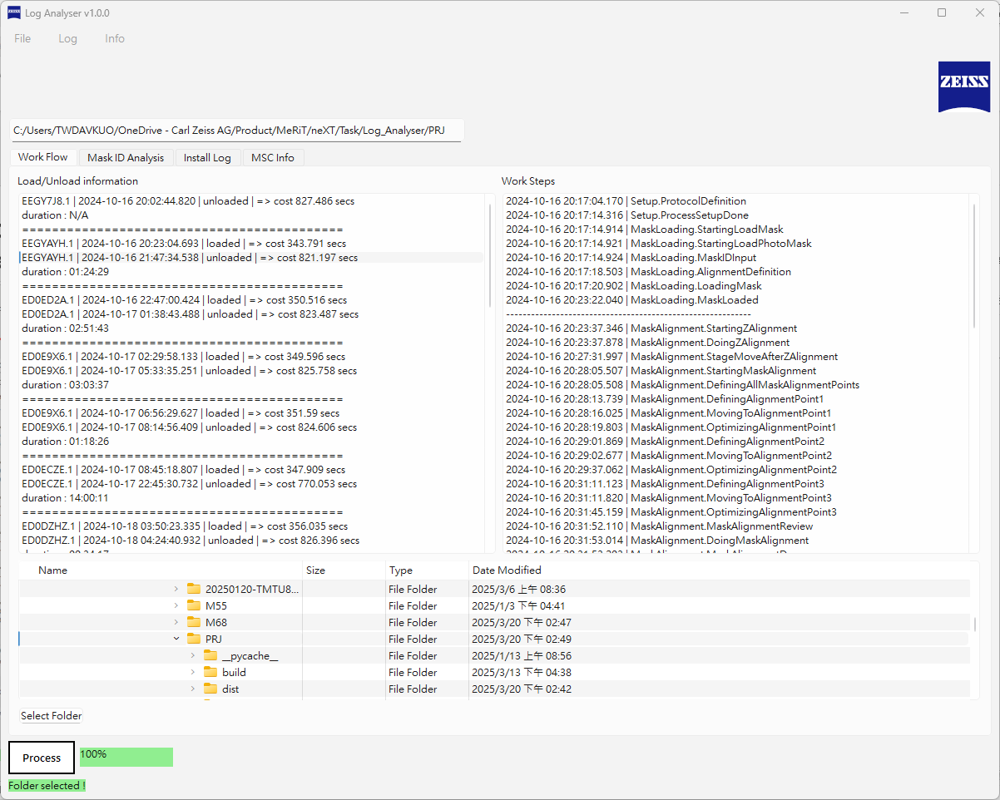 ZEISS Log Analyser v1.0.0
File Log Info
ZEISS
C:/Users/TWDAVKUO/OneDrive - Carl Zeiss AG/Product/MeRiT/neXT/Task/Log_Analyser/PRJ
Work Flow Mask ID Analysis Install Log MSC Info
Load/Unload information
EEGY7J8.1 | 2024-10-16 20:02:44.820 | unloaded | => cost 827.486 secs
duration : N/A
==========================================
EEGYAYH.1 | 2024-10-16 20:23:04.693 | loaded | => cost 343.791 secs
EEGYAYH.1 | 2024-10-16 21:47:34.538 | unloaded | => cost 821.197 secs
duration : 01:24:29
==========================================
ED0ED2A.1 | 2024-10-16 22:47:00.424 | loaded | => cost 350.516 secs
ED0ED2A.1 | 2024-10-17 01:38:43.488 | unloaded | => cost 823.487 secs
duration : 02:51:43
==========================================
ED0E9X6.1 | 2024-10-17 02:29:58.133 | loaded | => cost 349.596 secs
ED0E9X6.1 | 2024-10-17 05:33:35.251 | unloaded | => cost 825.758 secs
duration : 03:03:37
==========================================
ED0E9X6.1 | 2024-10-17 06:56:29.627 | loaded | => cost 351.59 secs
ED0E9X6.1 | 2024-10-17 08:14:56.409 | unloaded | => cost 824.606 secs
duration : 01:18:26
==========================================
ED0ECZE.1 | 2024-10-17 08:45:18.807 | loaded | => cost 347.909 secs
ED0ECZE.1 | 2024-10-17 22:45:30.732 | unloaded | => cost 770.053 secs
duration : 14:00:11
==========================================
ED0DZHZ.1 | 2024-10-18 03:50:23.335 | loaded | => cost 356.035 secs
ED0DZHZ.1 | 2024-10-18 04:24:40.932 | unloaded | => cost 826.396 secs
Work Steps
2024-10-16 20:17:04.170 | Setup.ProtocolDefinition
2024-10-16 20:17:14.316 | Setup.ProcessSetupDone
2024-10-16 20:17:14.914 | MaskLoading.StartingLoadMask
2024-10-16 20:17:14.921 | MaskLoading.StartingLoadPhotoMask
2024-10-16 20:17:14.924 | MaskLoading.MaskIDInput
2024-10-16 20:17:18.503 | MaskLoading.AlignmentDefinition
2024-10-16 20:17:20.902 | MaskLoading.LoadingMask
2024-10-16 20:23:22.040 | MaskLoading.MaskLoaded
----------------------------------------------------------
2024-10-16 20:23:37.346 | MaskAlignment.StartingZAlignment
2024-10-16 20:23:37.878 | MaskAlignment.DoingZAlignment
2024-10-16 20:27:31.997 | MaskAlignment.StageMoveAfterZAlignment
2024-10-16 20:28:05.507 | MaskAlignment.StartingMaskAlignment
2024-10-16 20:28:05.508 | MaskAlignment.DefiningAllMaskAlignmentPoints
2024-10-16 20:28:13.739 | MaskAlignment.DefiningAlignmentPoint1
2024-10-16 20:28:16.025 | MaskAlignment.MovingToAlignmentPoint1
2024-10-16 20:28:19.803 | MaskAlignment.OptimizingAlignmentPoint1
2024-10-16 20:29:01.869 | MaskAlignment.DefiningAlignmentPoint2
2024-10-16 20:29:02.677 | MaskAlignment.MovingToAlignmentPoint2
2024-10-16 20:29:37.062 | MaskAlignment.OptimizingAlignmentPoint2
2024-10-16 20:31:11.123 | MaskAlignment.DefiningAlignmentPoint3
2024-10-16 20:31:11.820 | MaskAlignment.MovingToAlignmentPoint3
2024-10-16 20:31:45.159 | MaskAlignment.OptimizingAlignmentPoint3
2024-10-16 20:31:52.110 | MaskAlignment.MaskAlignmentReview
2024-10-16 20:31:53.014 | MaskAlignment.DoingMaskAlignment
Name Size Type Date Modified
20250120-TMTU8... File Folder 2025/3/6 上午 08:36
M55 File Folder 2025/1/3 下午 04:41
M68 File Folder 2025/3/20 下午 02:47
PRJ File Folder 2025/3/20 下午 02:49
__pycache__ File Folder 2025/1/13 上午 08:56
build File Folder 2025/3/13 下午 04:38
dist File Folder 2025/3/20 下午 02:42
Select Folder
Process 100%
Folder selected !